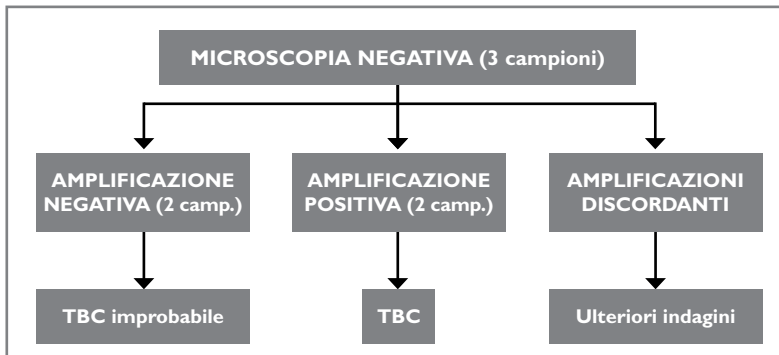 MICROSCOPIA NEGATIVA (3 campioni)
AMPLIFICAZIONE
NEGATIVA (2 camp.)
AMPLIFICAZIONE
POSITIVA (2 camp.)
AMPLIFICAZIONI
DISCORDANTI
TBC improbabile
TBC
Ulteriori indagini